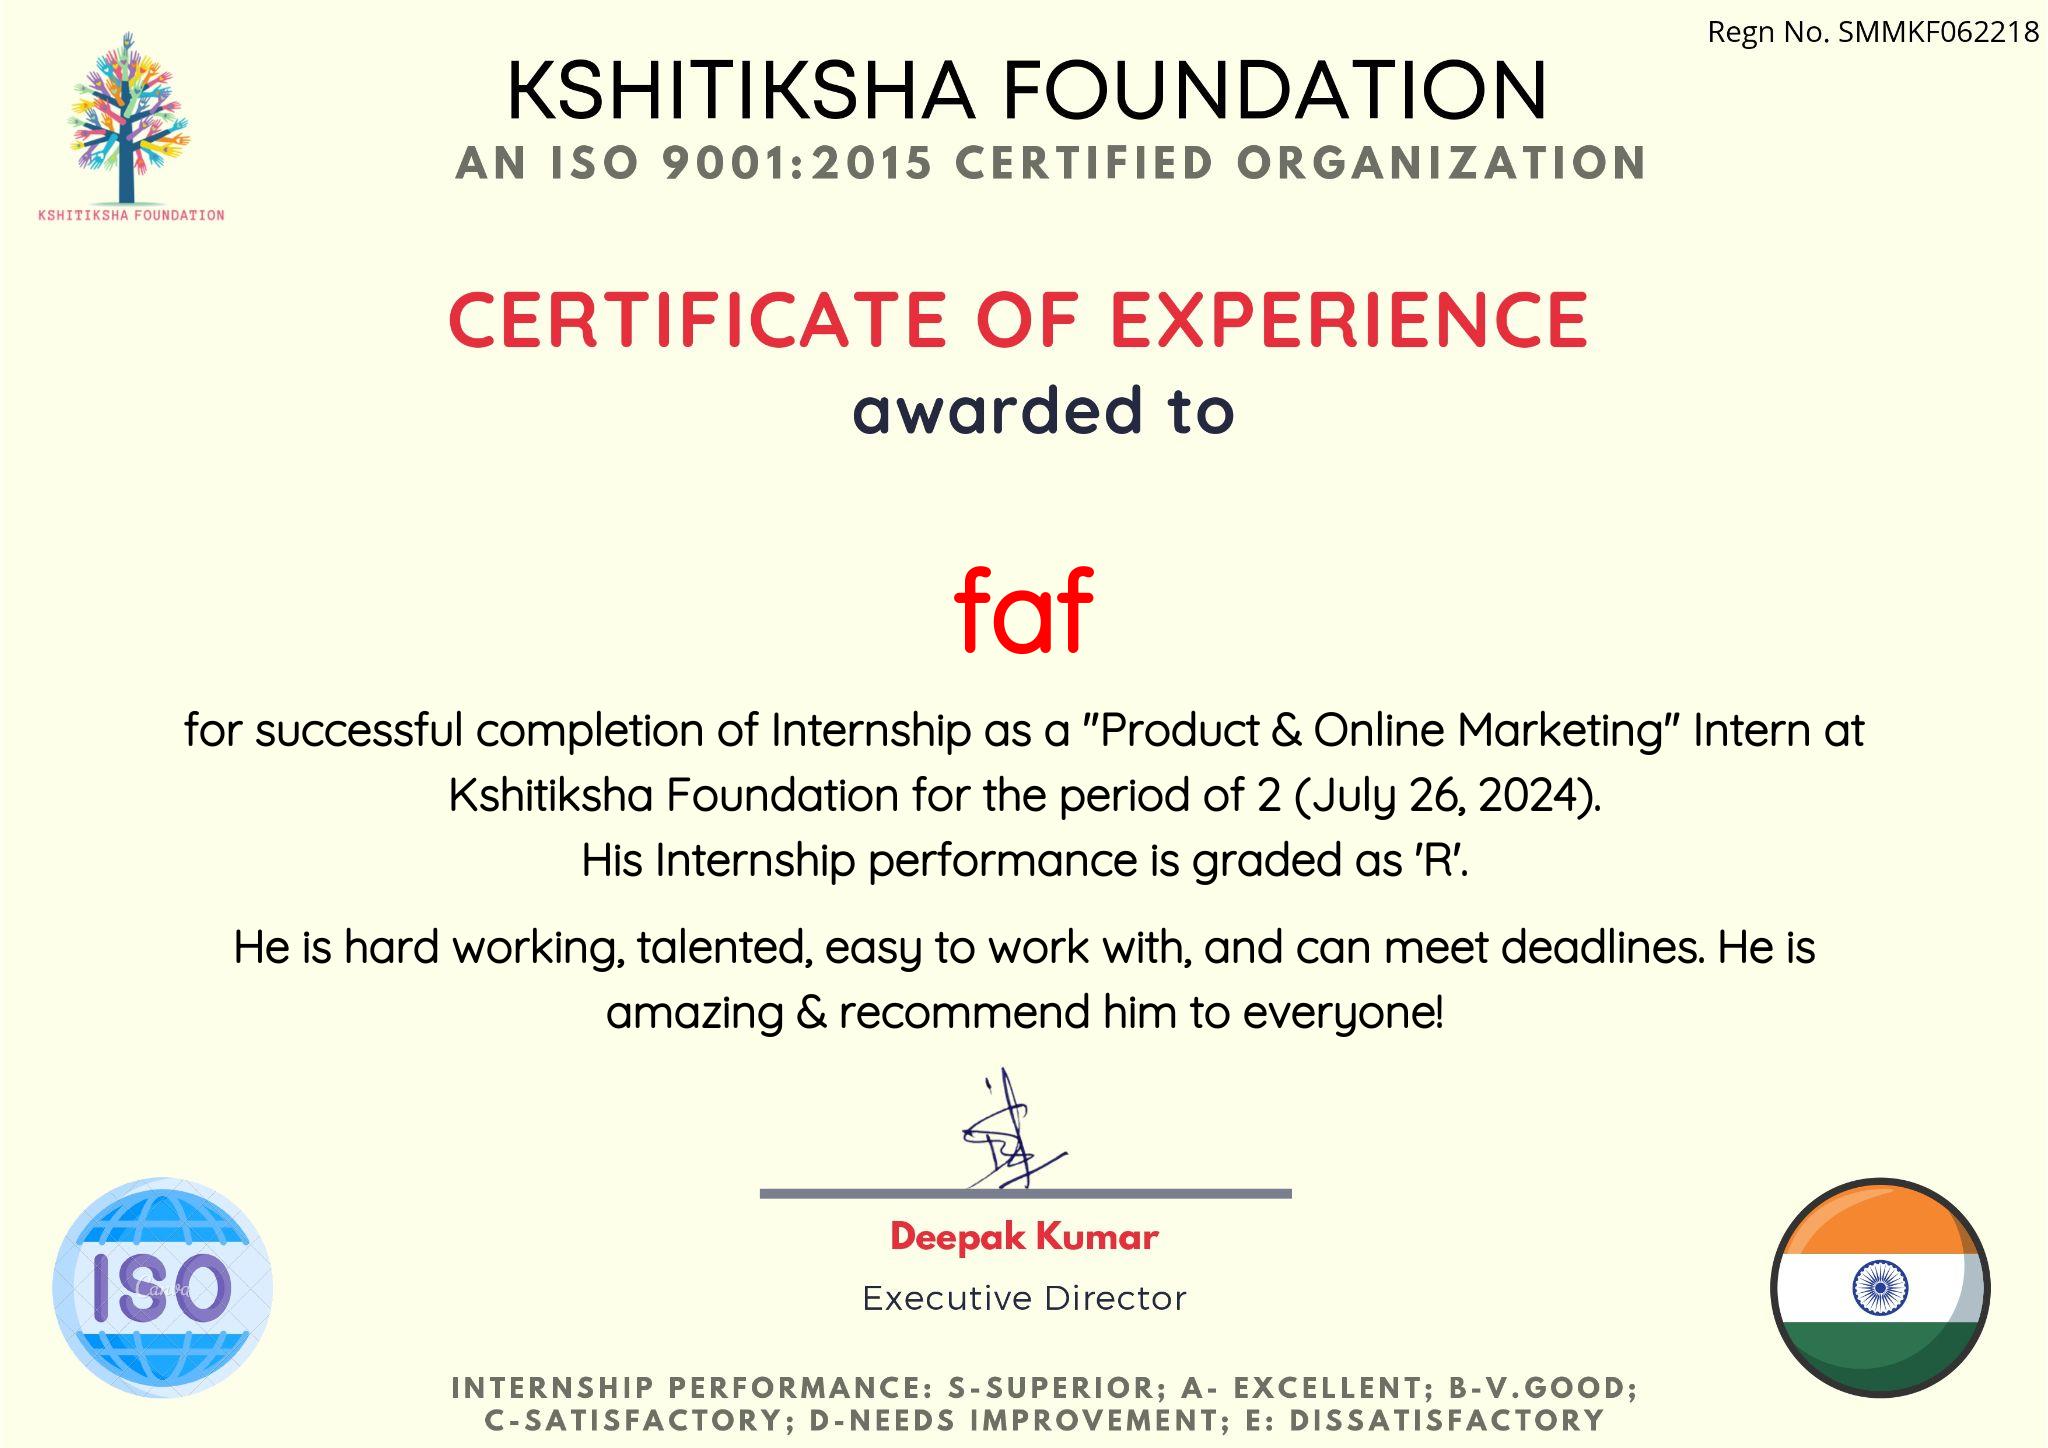 Regn No. SMMKF062218
KSHITIKSHA FOUNDATION
AN ISO 9001:2015 CERTIFIED ORGANIZATION
KSHITIKSHA FOUNDATION
CERTIFICATE OF EXPERIENCE
awarded to
faf
for successful completion of Internship as a "Product & Online Marketing" Intern at
Kshitiksha Foundation for the period of 2 (July 26, 2024).
His Internship performance is graded as 'R'.
He is hard working, talented, easy to work with, and can meet deadlines. He is
amazing & recommend him to everyone!
Deepak Kumar
Executive Director
ISO
Canva
INTERNSHIP PERFORMANCE: S-SUPERIOR; A- EXCELLENT; B-V.GOOD;
C-SATISFACTORY; D-NEEDS IMPROVEMENT; E: DISSATISFACTORY